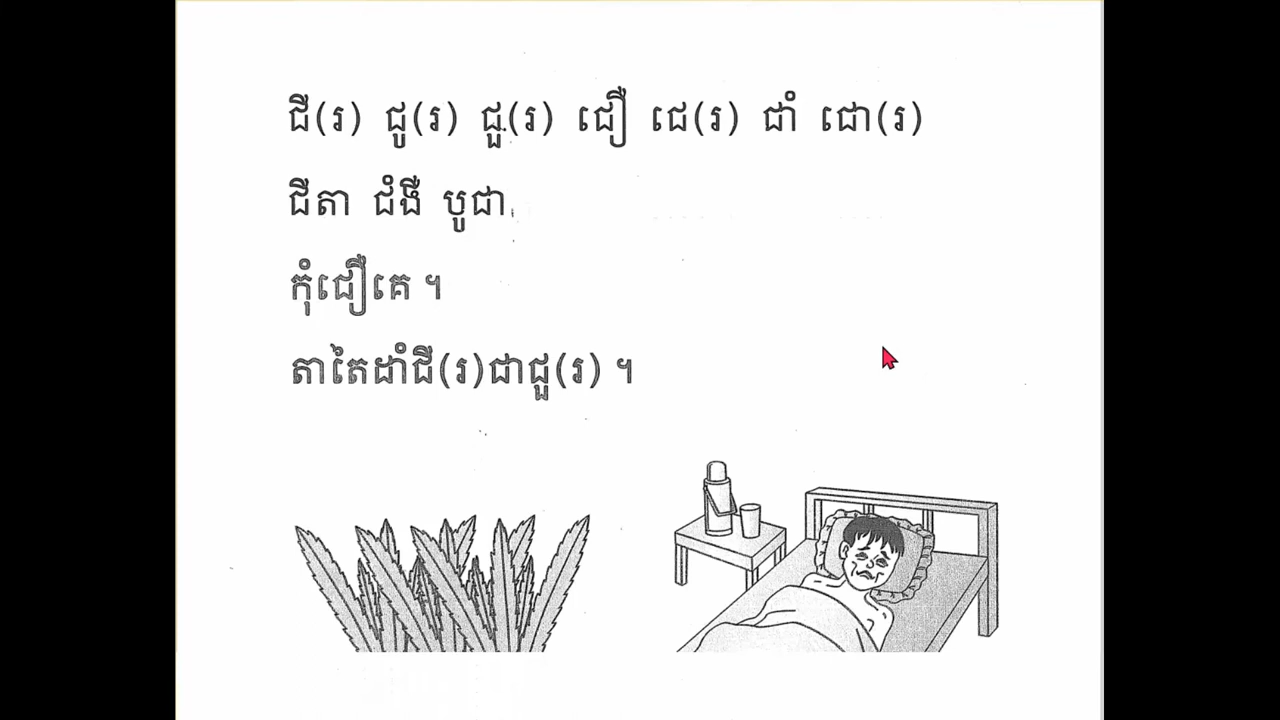 ជី(រ) ជូ(រ) ជួ(រ) ជឿ ជេ(រ) ជាំ ជោ(រ)
ជីតា ជំងឺ បូជា
កុំជឿគេ ។
តាតៃដាំជី(រ)ជាជួ(រ) ។